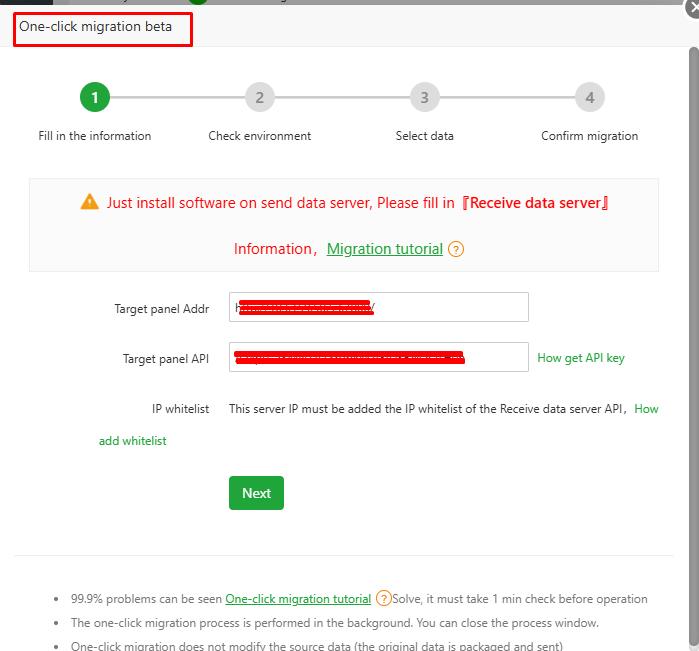 One-click migration beta
1 2 3 4
Fill in the information Check environment Select data Confirm migration
Just install software on send data server, Please fill in『Receive data server』
Information，Migration tutorial ?
Target panel Addr
Target panel API How get API key
IP whitelist This server IP must be added the IP whitelist of the Receive data server API，How
add whitelist
Next
• 99.9% problems can be seen One-click migration tutorial ?Solve, it must take 1 min check before operation
• The one-click migration process is performed in the background. You can close the process window.
• One-click migration does not modify the source data (the original data is packaged and sent)